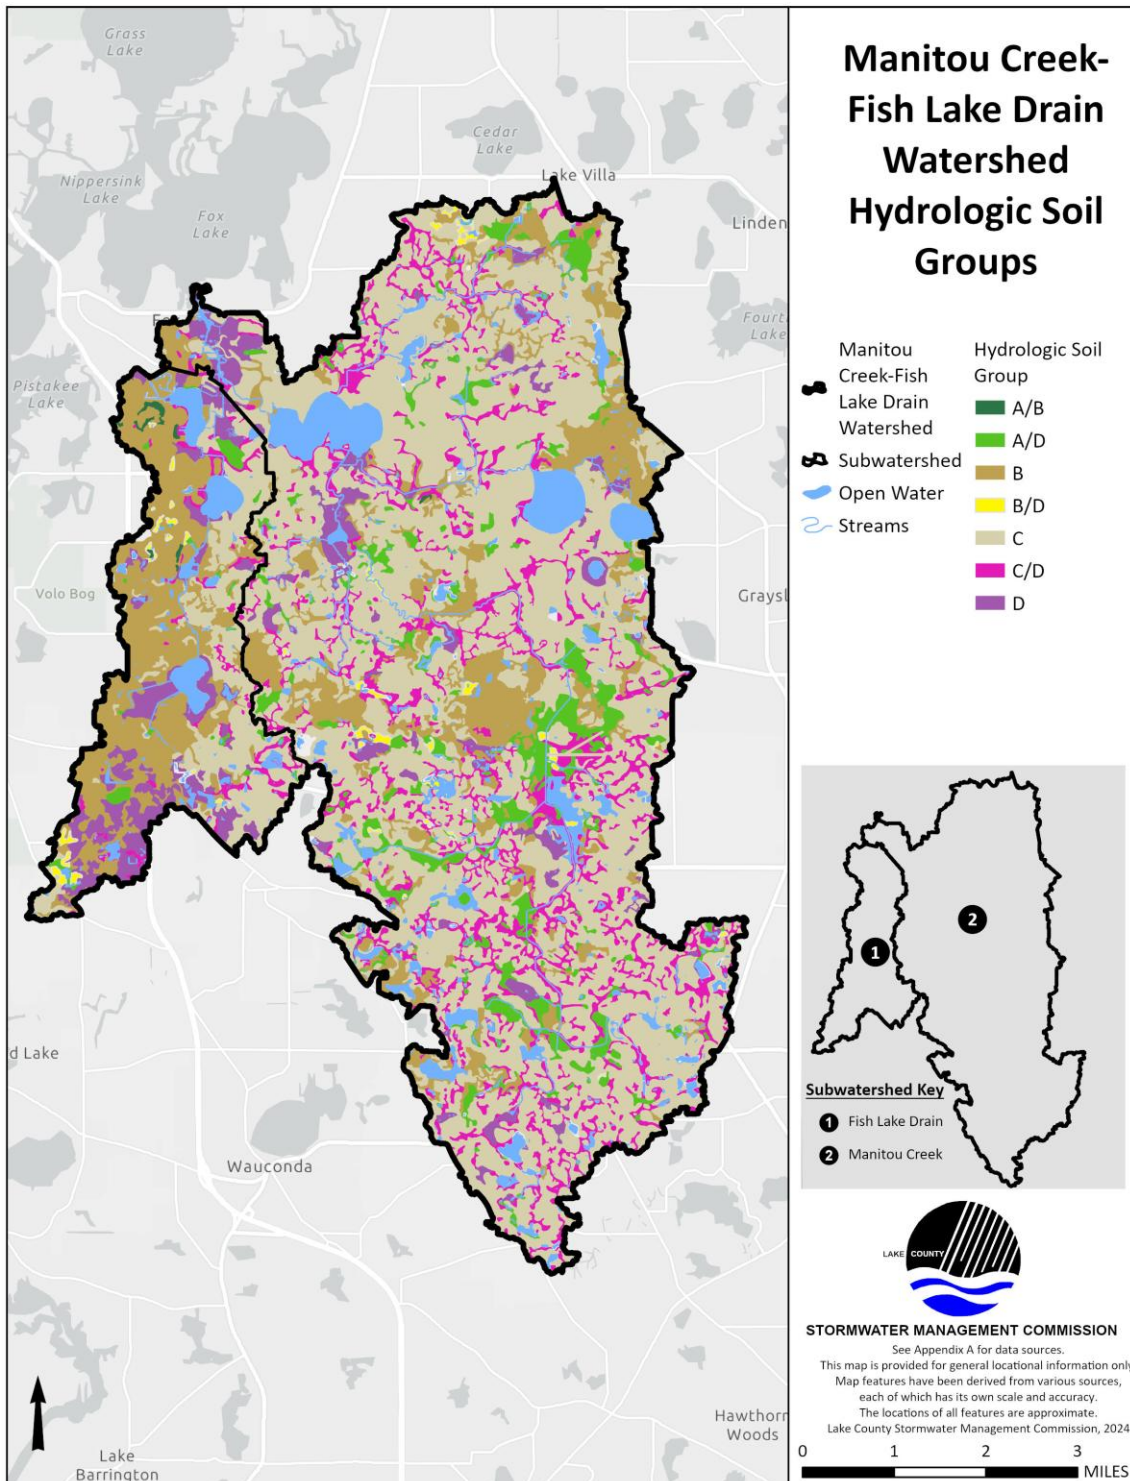 Grass
Lake
Cedar
Lake
Lake Villa
Nippersink
Lake
Fox
Lake
Linden
Fourth
Lake
Pistakee
Lake
Volo Bog
Graysl
d Lake
Wauconda
Hawthorn
Woods
Lake
Barrington
Manitou Creek-
Fish Lake Drain
Watershed
Hydrologic Soil
Groups
Manitou
Creek-Fish
Lake Drain
Watershed
Subwatershed
Open Water
Streams
Hydrologic Soil
Group
A/B
A/D
B
B/D
C
C/D
D
1
2
Subwatershed Key
1 Fish Lake Drain
2 Manitou Creek
LAKE COUNTY
STORMWATER MANAGEMENT COMMISSION
See Appendix A for data sources.
This map is provided for general locational information only
Map features have been derived from various sources,
each of which has its own scale and accuracy.
The locations of all features are approximate.
Lake County Stormwater Management Commission, 2024
0 1 2 3
MILES